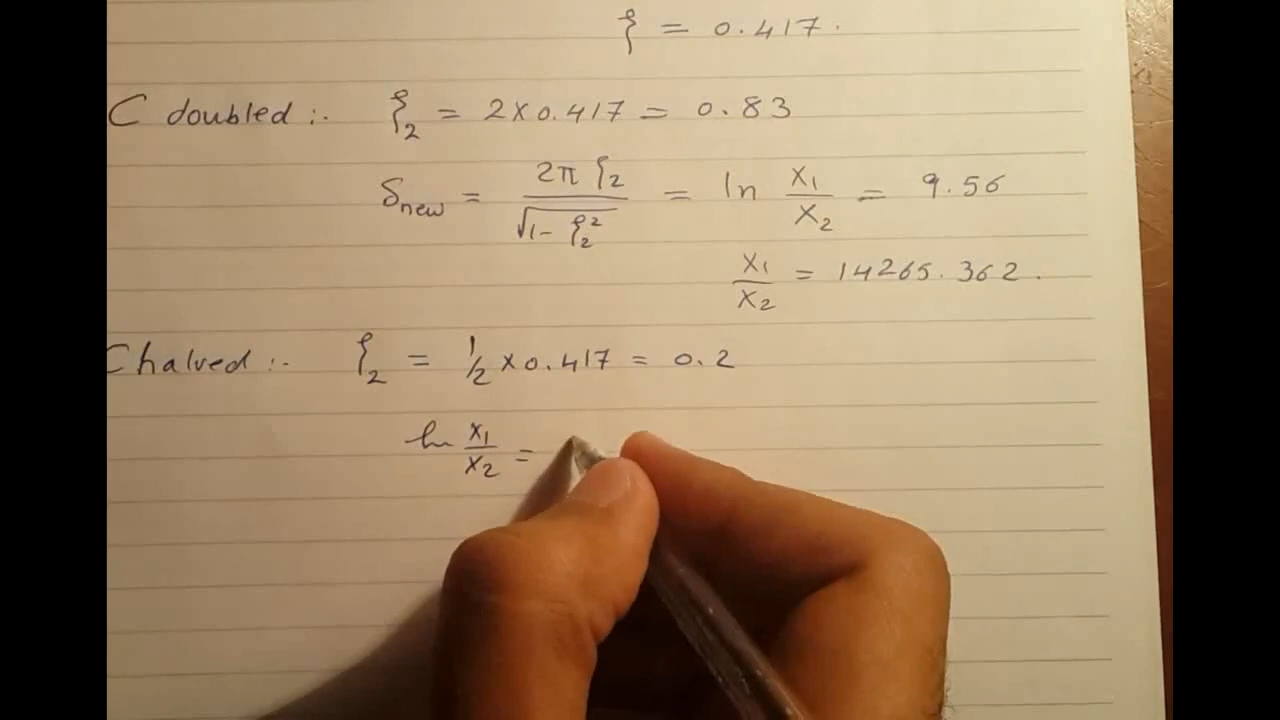 ξ = 0.417.
C doubled :- ξ₂ = 2×0.417 = 0.83
δnew = 2π ξ₂ / √(1-ξ₂²) = ln X₁/X₂ = 9.56
X₁/X₂ = 14265.362.
C halved :- ξ₂ = 1/2 × 0.417 = 0.2
ln X₁/X₂ =